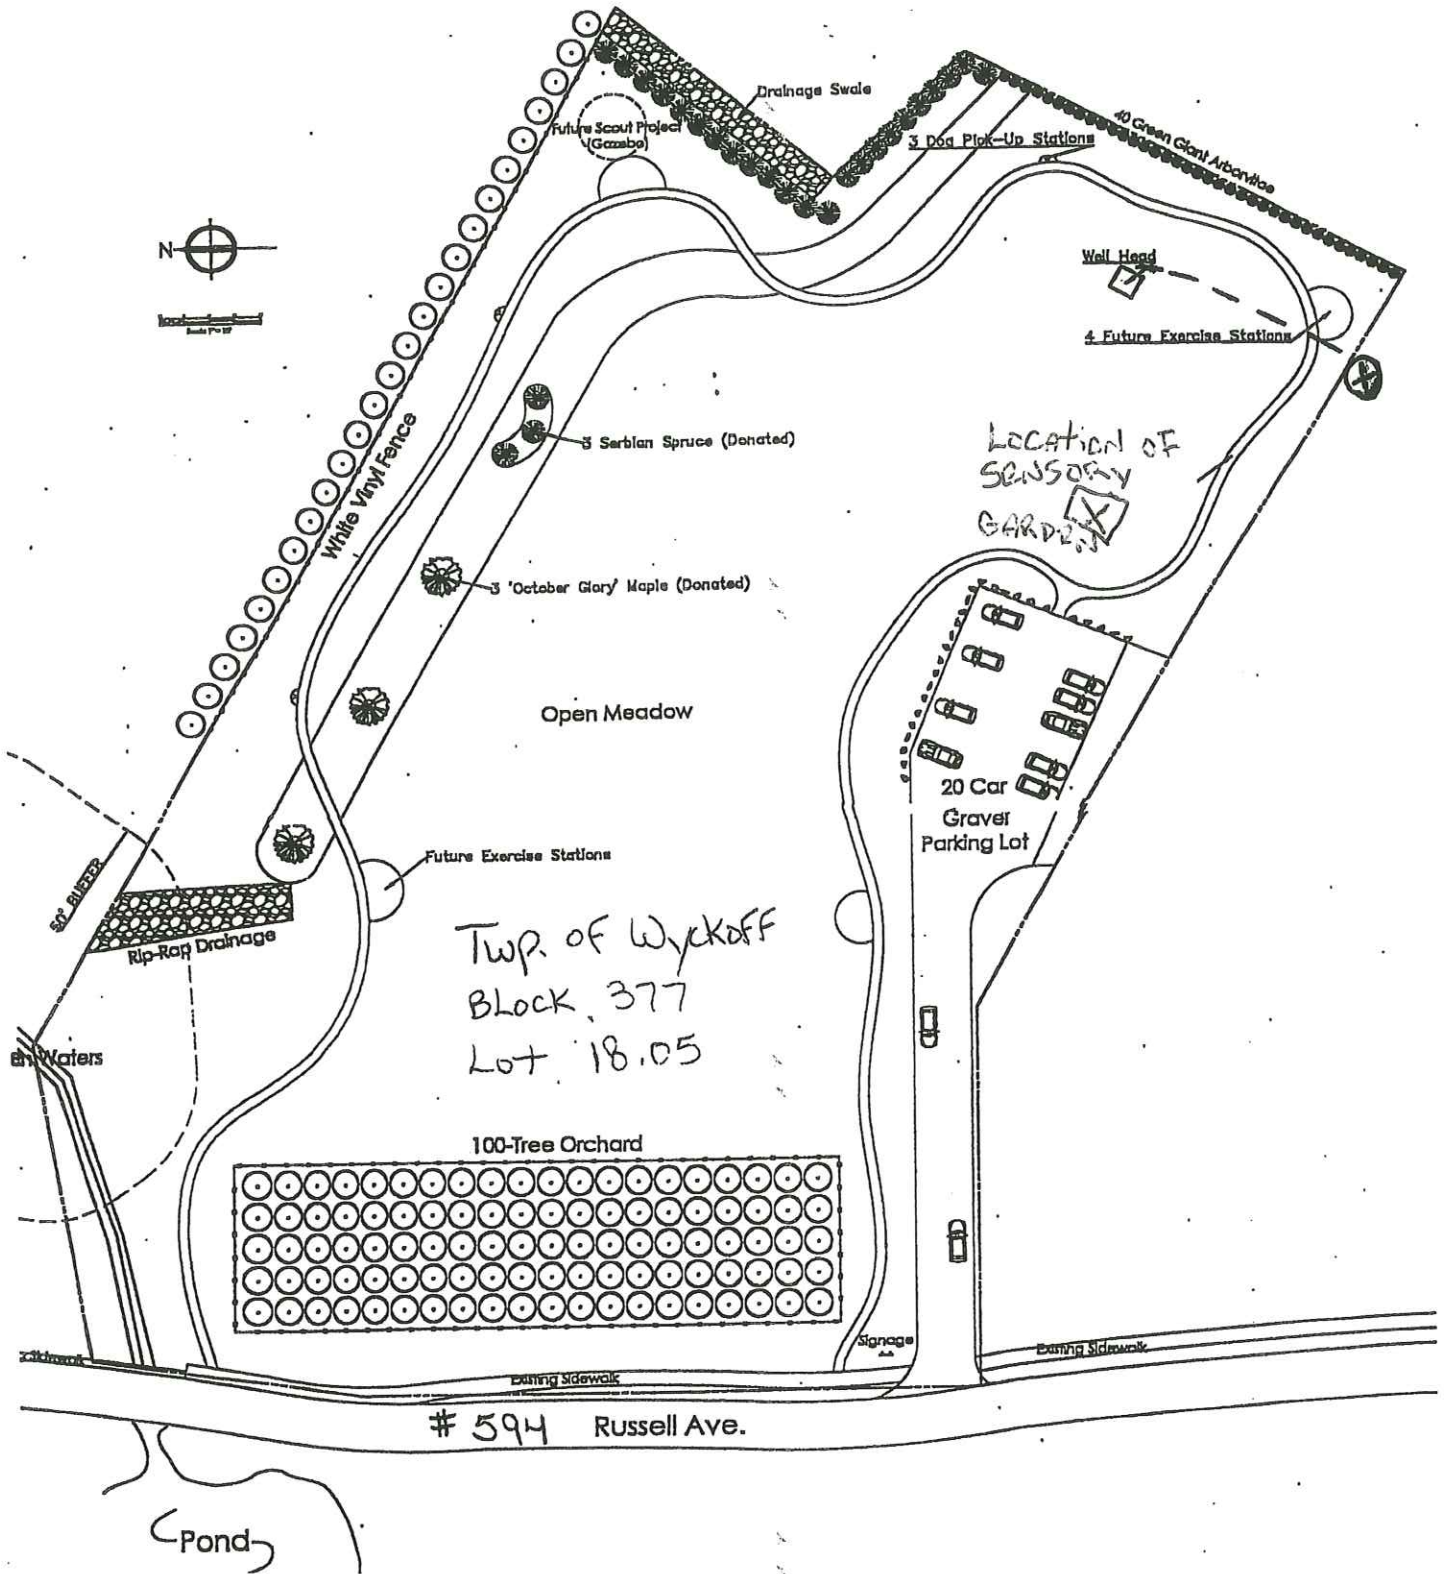 Drainage Swale
40 Green Giant Arborvitae
Future Scout Project
(Gazebo)
3 Dog Pick-Up Stations
N
Well Head
4 Future Exercise Stations
White Vinyl Fence
3 Serbian Spruce (Donated)
LOCATION OF
SENSORY
GARDEN
3 'October Glory' Maple (Donated)
Open Meadow
20 Car
Graver
Parking Lot
Future Exercise Stations
50' BUFFER
Rip-Rap Drainage
Twp. of Wyckoff
Block 377
Lot 18.05
en Waters
100-Tree Orchard
Signage
Existing Sidewalk
Existing Sidewalk
# 594 Russell Ave.
Pond